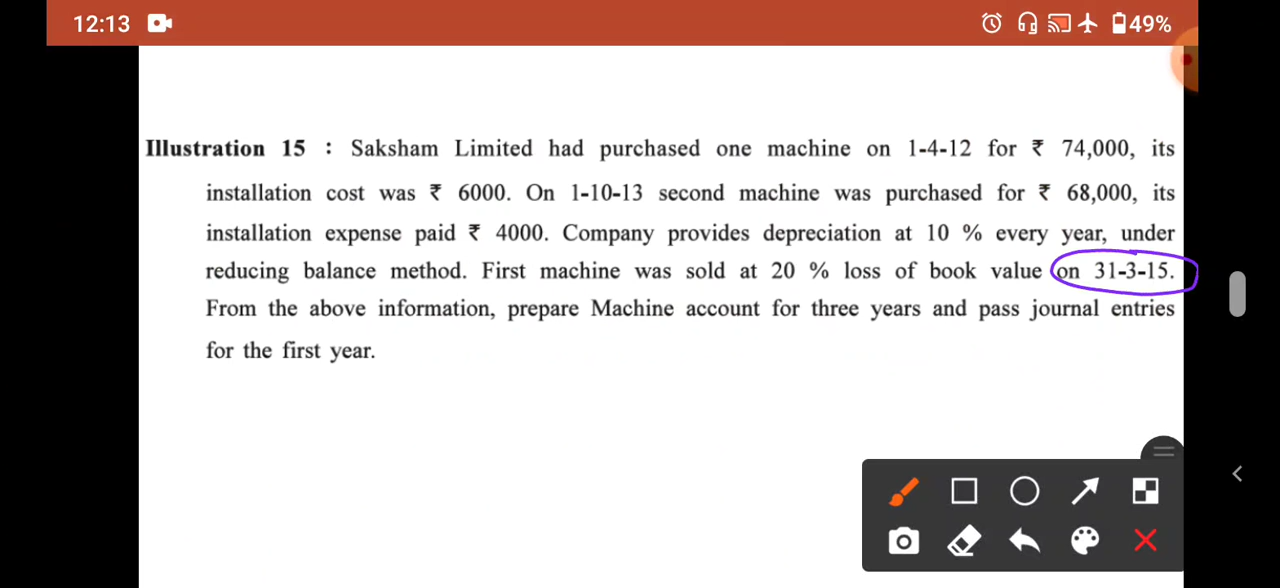 12:13 49%
Illustration 15 : Saksham Limited had purchased one machine on 1-4-12 for ₹ 74,000, its
installation cost was ₹ 6000. On 1-10-13 second machine was purchased for ₹ 68,000, its
installation expense paid ₹ 4000. Company provides depreciation at 10 % every year, under
reducing balance method. First machine was sold at 20 % loss of book value on 31-3-15.
From the above information, prepare Machine account for three years and pass journal entries
for the first year.